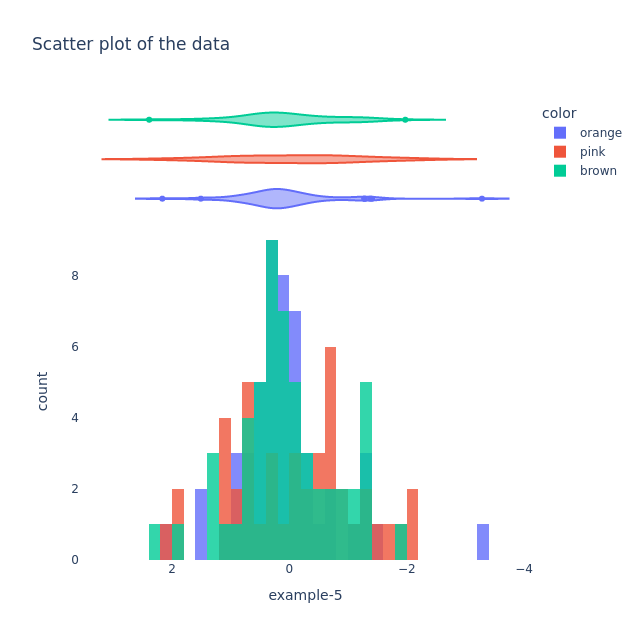 Scatter plot of the data
color
orange
pink
brown
8
6
4
2
0
count
2
0
−2
−4
example-5